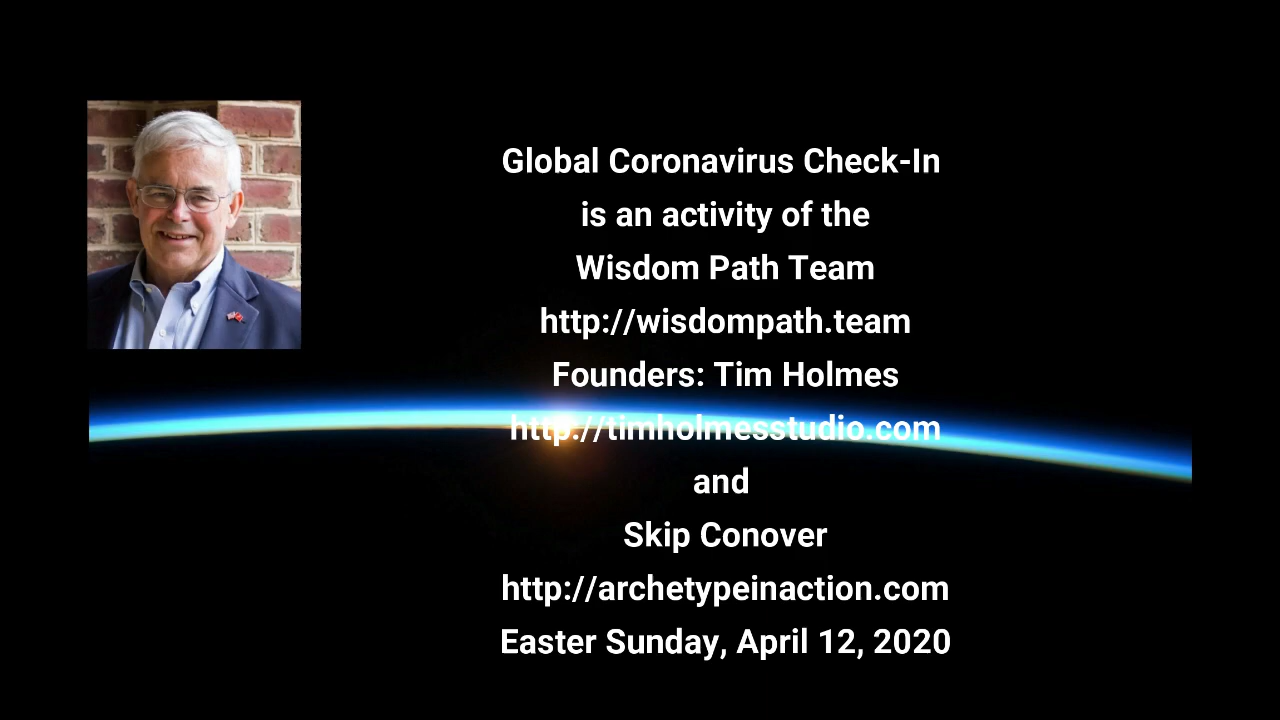 Global Coronavirus Check-In
is an activity of the
Wisdom Path Team
http://wisdompath.team
Founders: Tim Holmes
http://timholmesstudio.com
and
Skip Conover
http://archetypeinaction.com
Easter Sunday, April 12, 2020